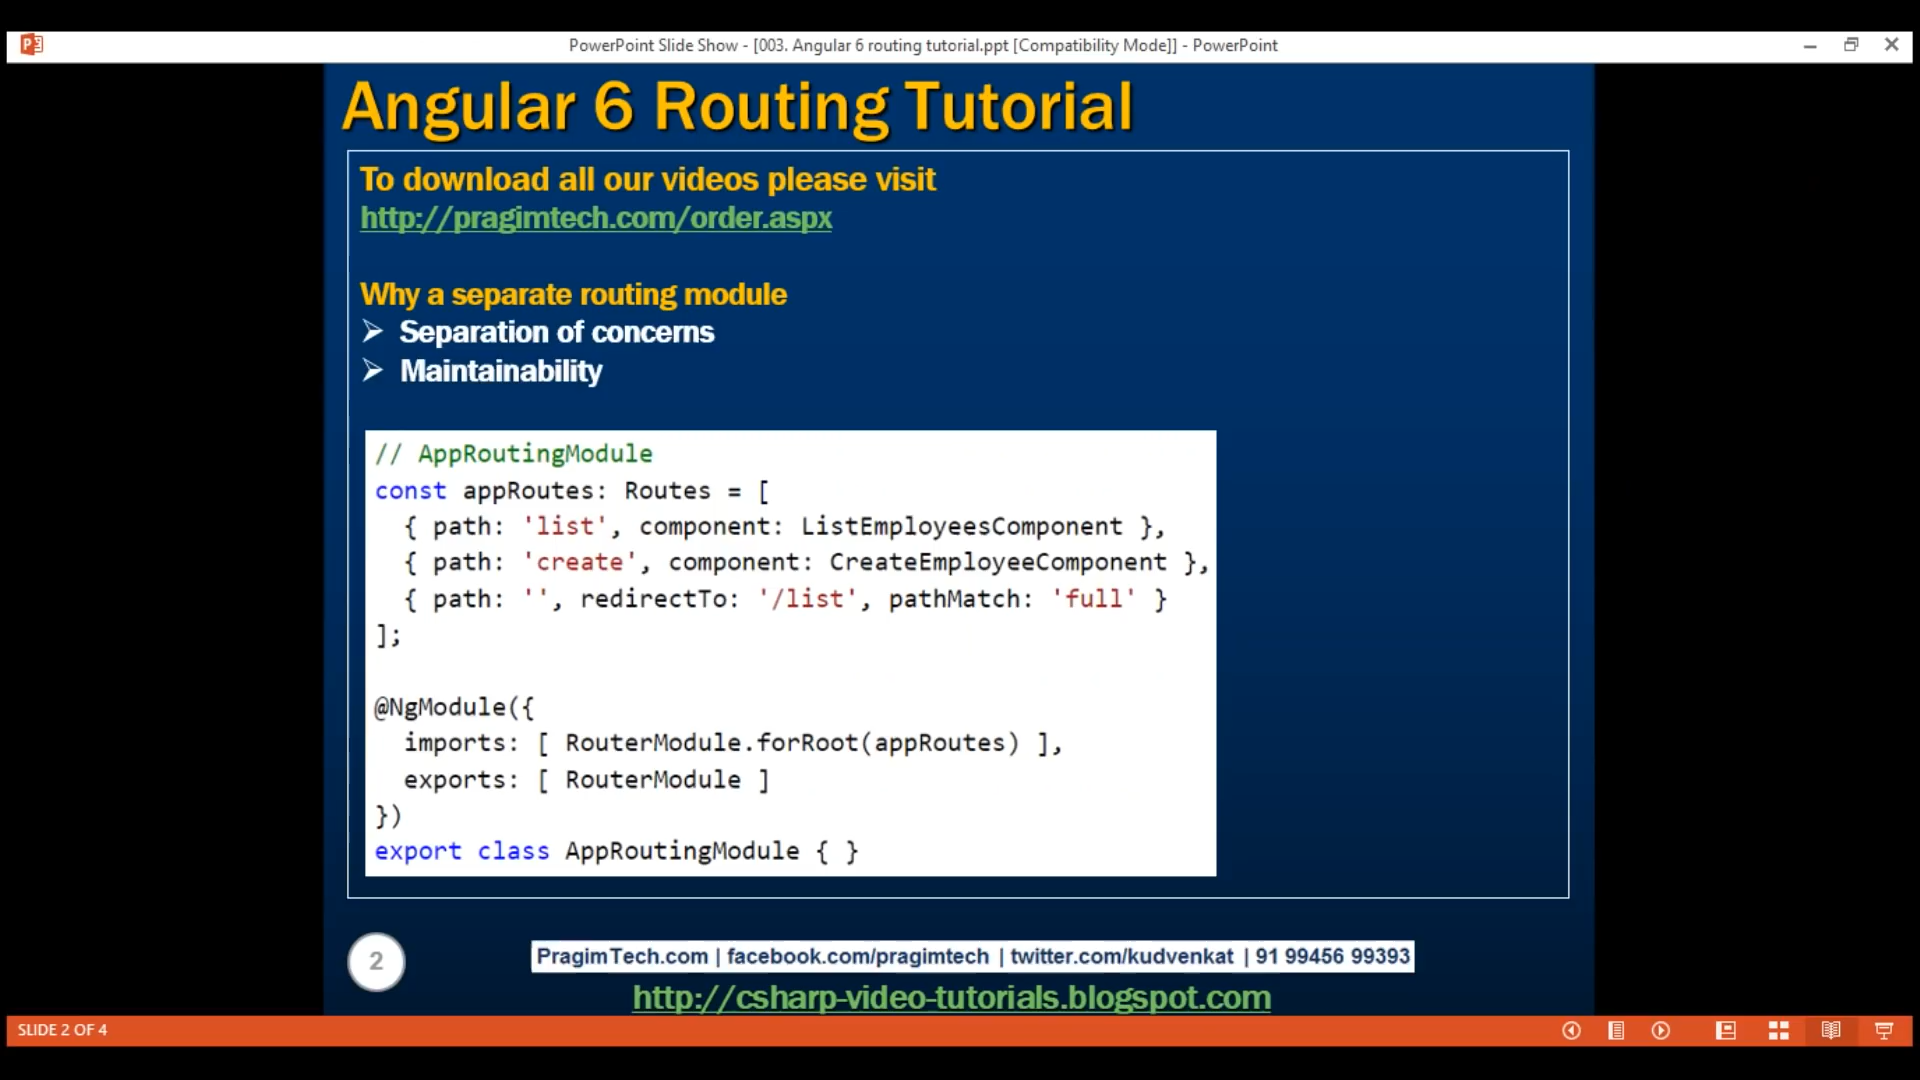 PowerPoint Slide Show - [003. Angular 6 routing tutorial.ppt [Compatibility Mode]] - PowerPoint
Angular 6 Routing Tutorial
To download all our videos please visit
http://pragimtech.com/order.aspx
Why a separate routing module
➢ Separation of concerns
➢ Maintainability
// AppRoutingModule
const appRoutes: Routes = [
  { path: 'list', component: ListEmployeesComponent },
  { path: 'create', component: CreateEmployeeComponent },
  { path: '', redirectTo: '/list', pathMatch: 'full' }
];
@NgModule({
  imports: [ RouterModule.forRoot(appRoutes) ],
  exports: [ RouterModule ]
})
export class AppRoutingModule { }
2
PragimTech.com | facebook.com/pragimtech | twitter.com/kudvenkat | 91 99456 99393
http://csharp-video-tutorials.blogspot.com
SLIDE 2 OF 4